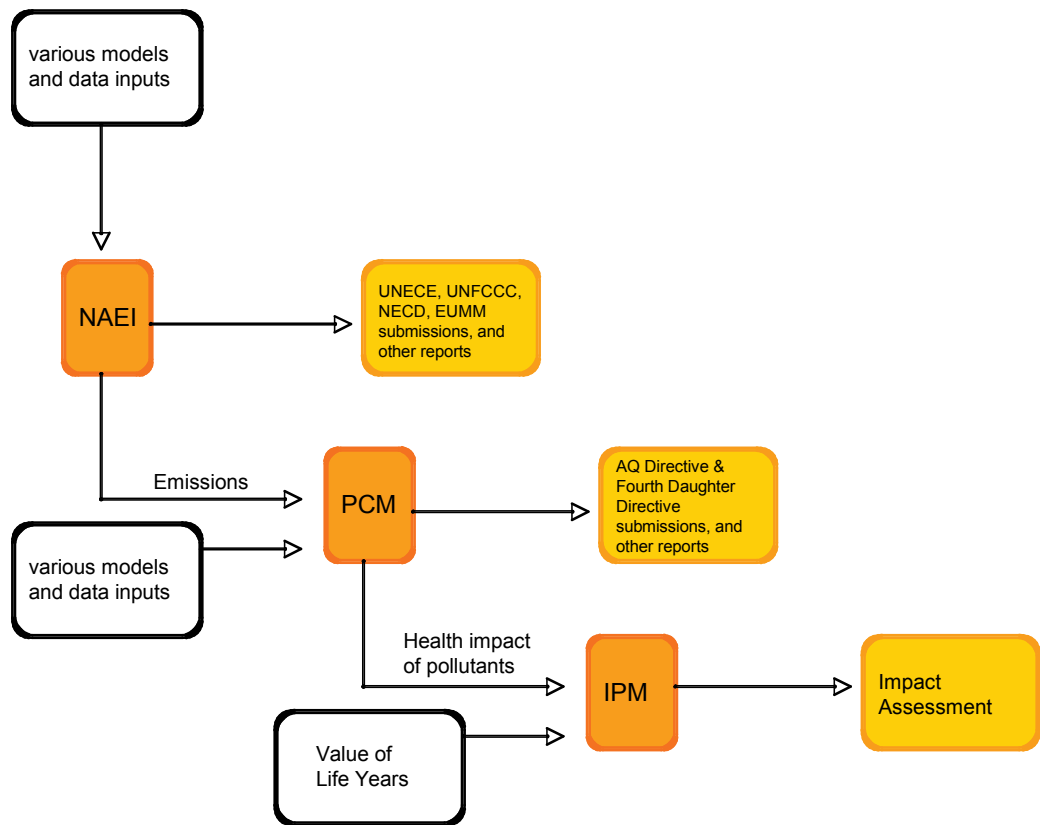 various models
and data inputs
NAEI
UNECE, UNFCCC,
NECD, EUMM
submissions, and
other reports
Emissions
PCM
AQ Directive &
Fourth Daughter
Directive
submissions, and
other reports
various models
and data inputs
Health impact
of pollutants
IPM
Impact
Assessment
Value of
Life Years